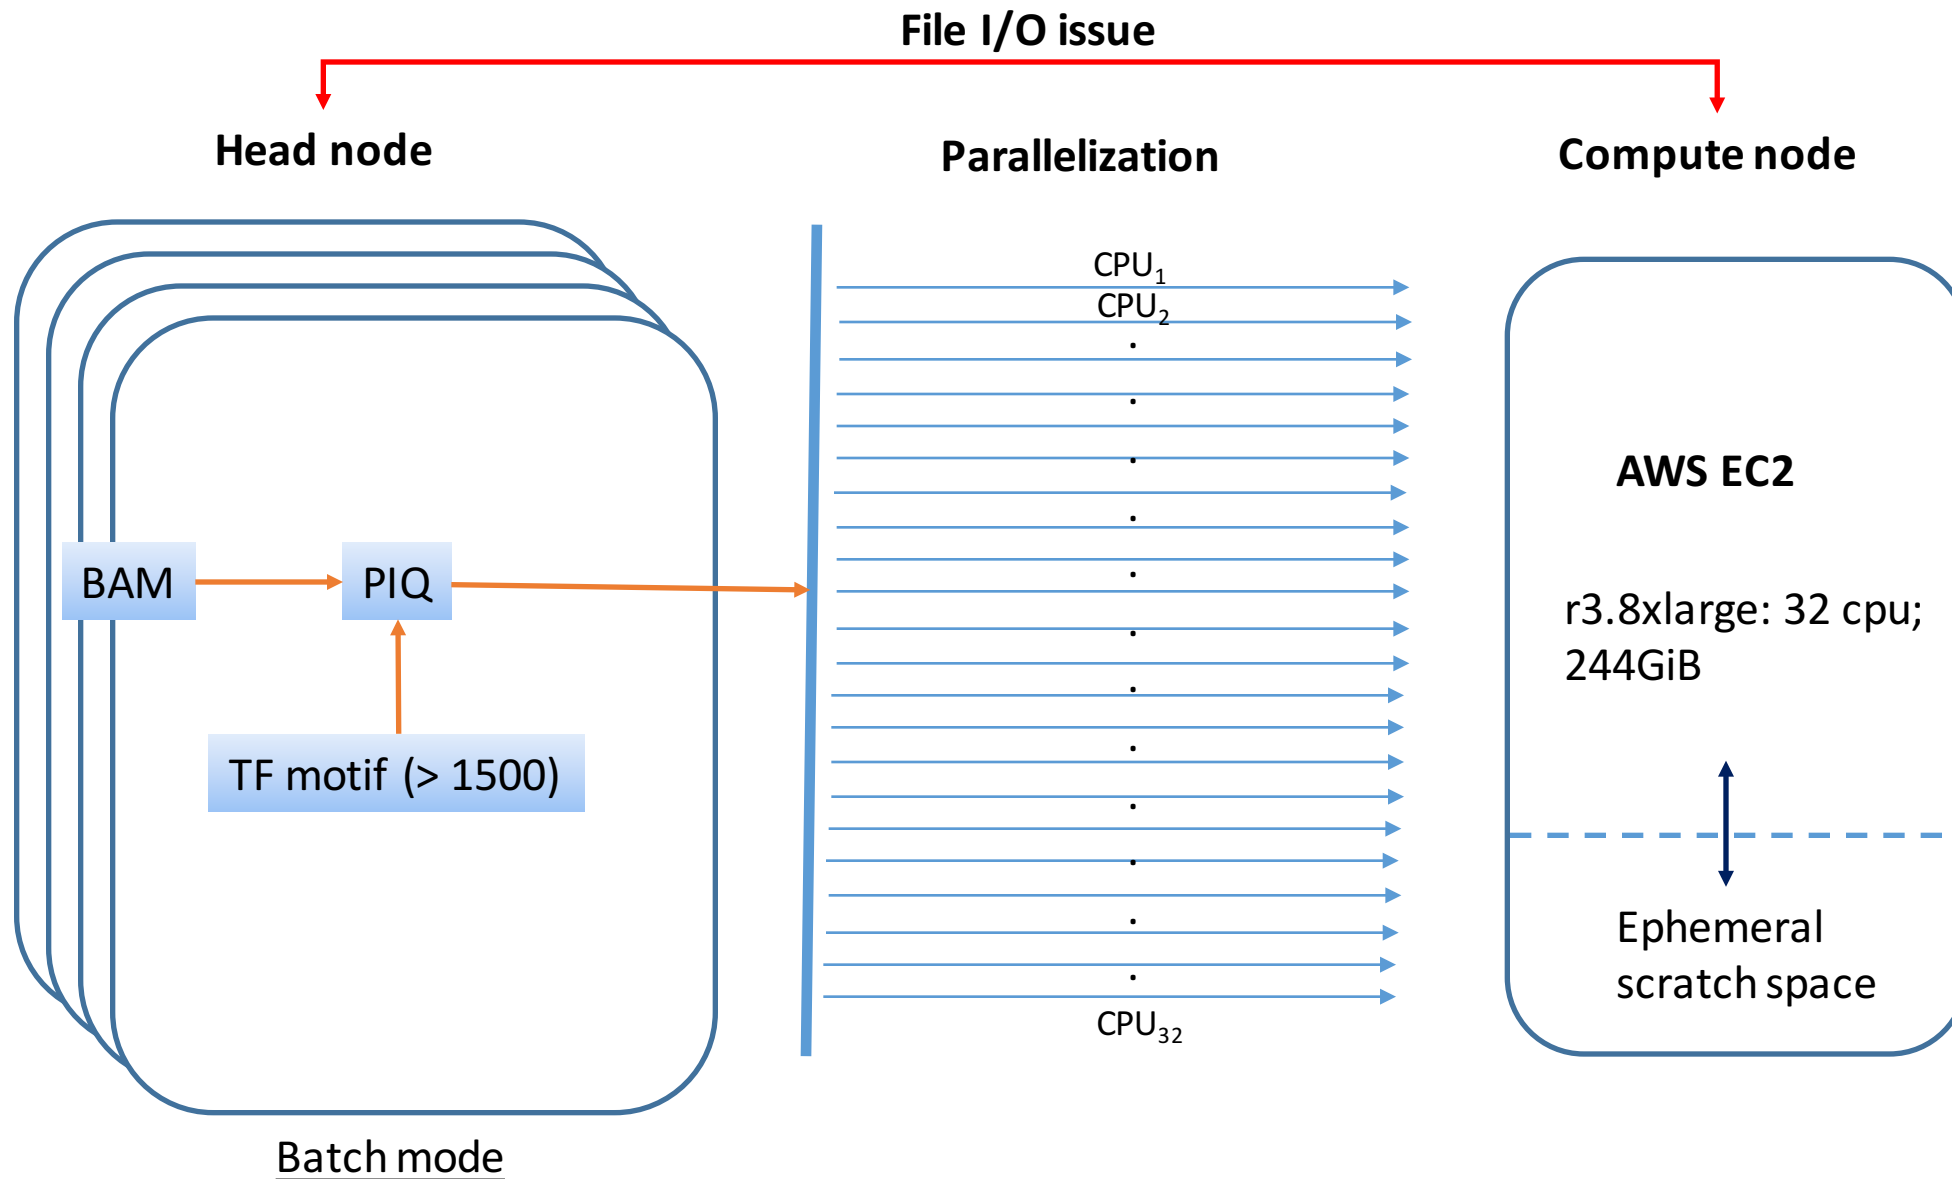 File I/O issue
Head node
Parallelization
Compute node
CPU1
CPU2
AWS EC2
BAM
PIQ
r3.8xlarge: 32 cpu;
244GiB
TF motif (> 1500)
Ephemeral
scratch space
CPU32
Batch mode